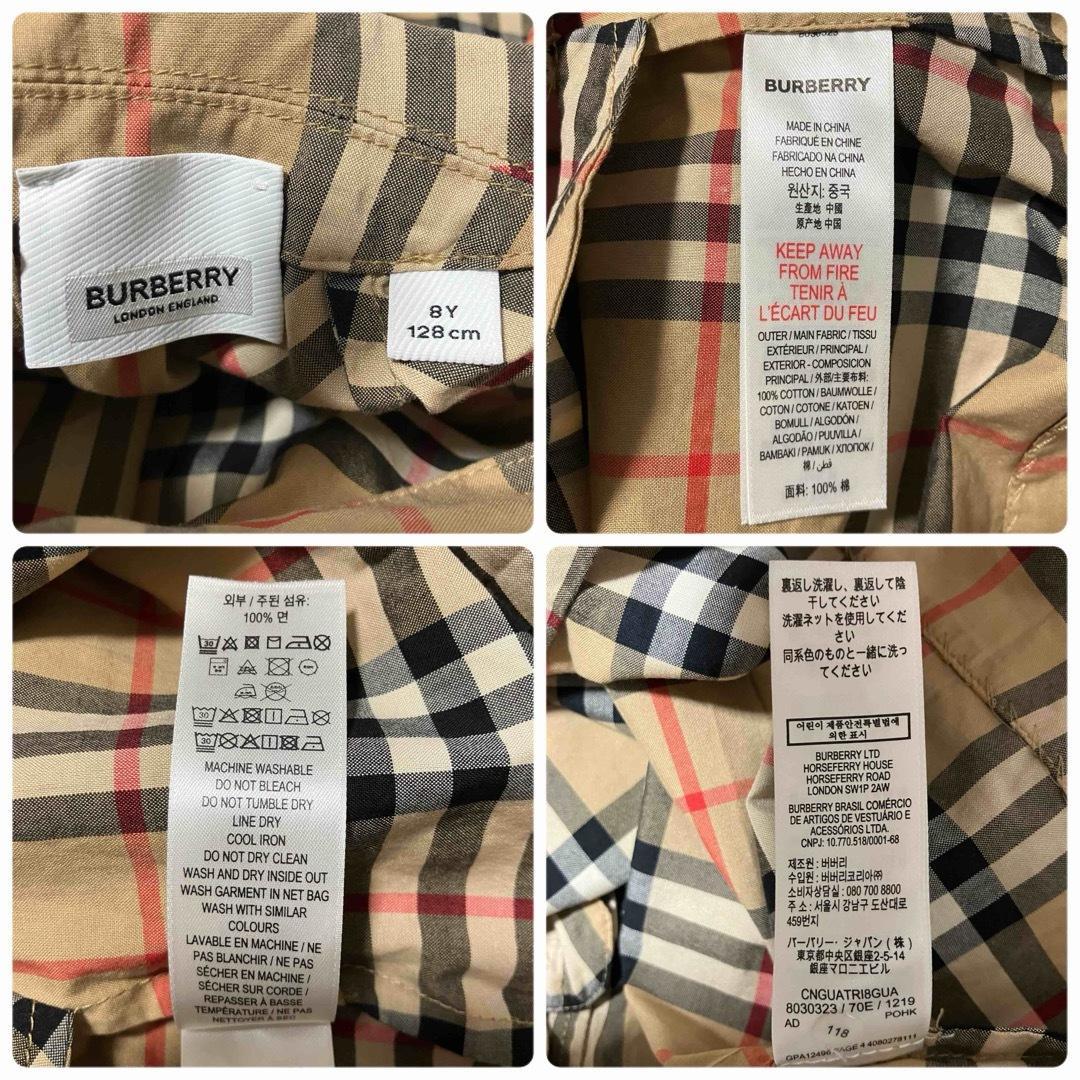 BURBERRY
LONDON ENGLAND
8Y
128 cm
BURBERRY
MADE IN CHINA
FABRIQUÉ EN CHINE
FABRICADO NA CHINA
HECHO EN CHINA
원산지: 중국
生産地 中國
原产地 中国
KEEP AWAY
FROM FIRE
TENIR À
L'ÉCART DU FEU
OUTER / MAIN FABRIC / TISSU
EXTÉRIEUR / PRINCIPAL /
EXTERIOR - COMPOSICION
PRINCIPAL / 外部/主要布料:
100% COTTON / BAUMWOLLE /
COTON / COTONE / KATOEN /
BOMULL / ALGODÓN /
ALGODÃO / PUUVILLA /
BAMBAKI / PAMUK / ХЛОПОК /
棉 / قطن
面料: 100% 棉
외부 / 주된 섬유:
100% 면
30
30
30
MACHINE WASHABLE
DO NOT BLEACH
DO NOT TUMBLE DRY
LINE DRY
COOL IRON
DO NOT DRY CLEAN
WASH AND DRY INSIDE OUT
WASH GARMENT IN NET BAG
WASH WITH SIMILAR
COLOURS
LAVABLE EN MACHINE / NE
PAS BLANCHIR / NE PAS
SÉCHER EN MACHINE /
SÉCHER SUR CORDE /
REPASSER À BASSE
TEMPÉRATURE / NE PAS
NETTOYER À SEC
裏返し洗濯し、裏返して陰
干してください
洗濯ネットを使用してくだ
さい
同系色のものと一緒に洗っ
てください
어린이 제품안전특별법에
의한 표시
BURBERRY LTD
HORSEFERRY HOUSE
HORSEFERRY ROAD
LONDON SW1P 2AW
BURBERRY BRASIL COMÉRCIO
DE ARTIGOS DE VESTUÁRIO E
ACESSÓRIOS LTDA.
CNPJ: 10.770.518/0001-68
제조원 : 버버리
수입원 : 버버리코리아㈜
소비자상담실 : 080 700 8800
주 소 : 서울시 강남구 도산대로
459번지
バーバリー・ジャパン (株)
東京都中央区銀座2-5-14
銀座マロニエビル
CNGUATRI8GUA
8030323 / 70E / 1219
AD POHK
118
GPA12496 PAGE 4 4080278111